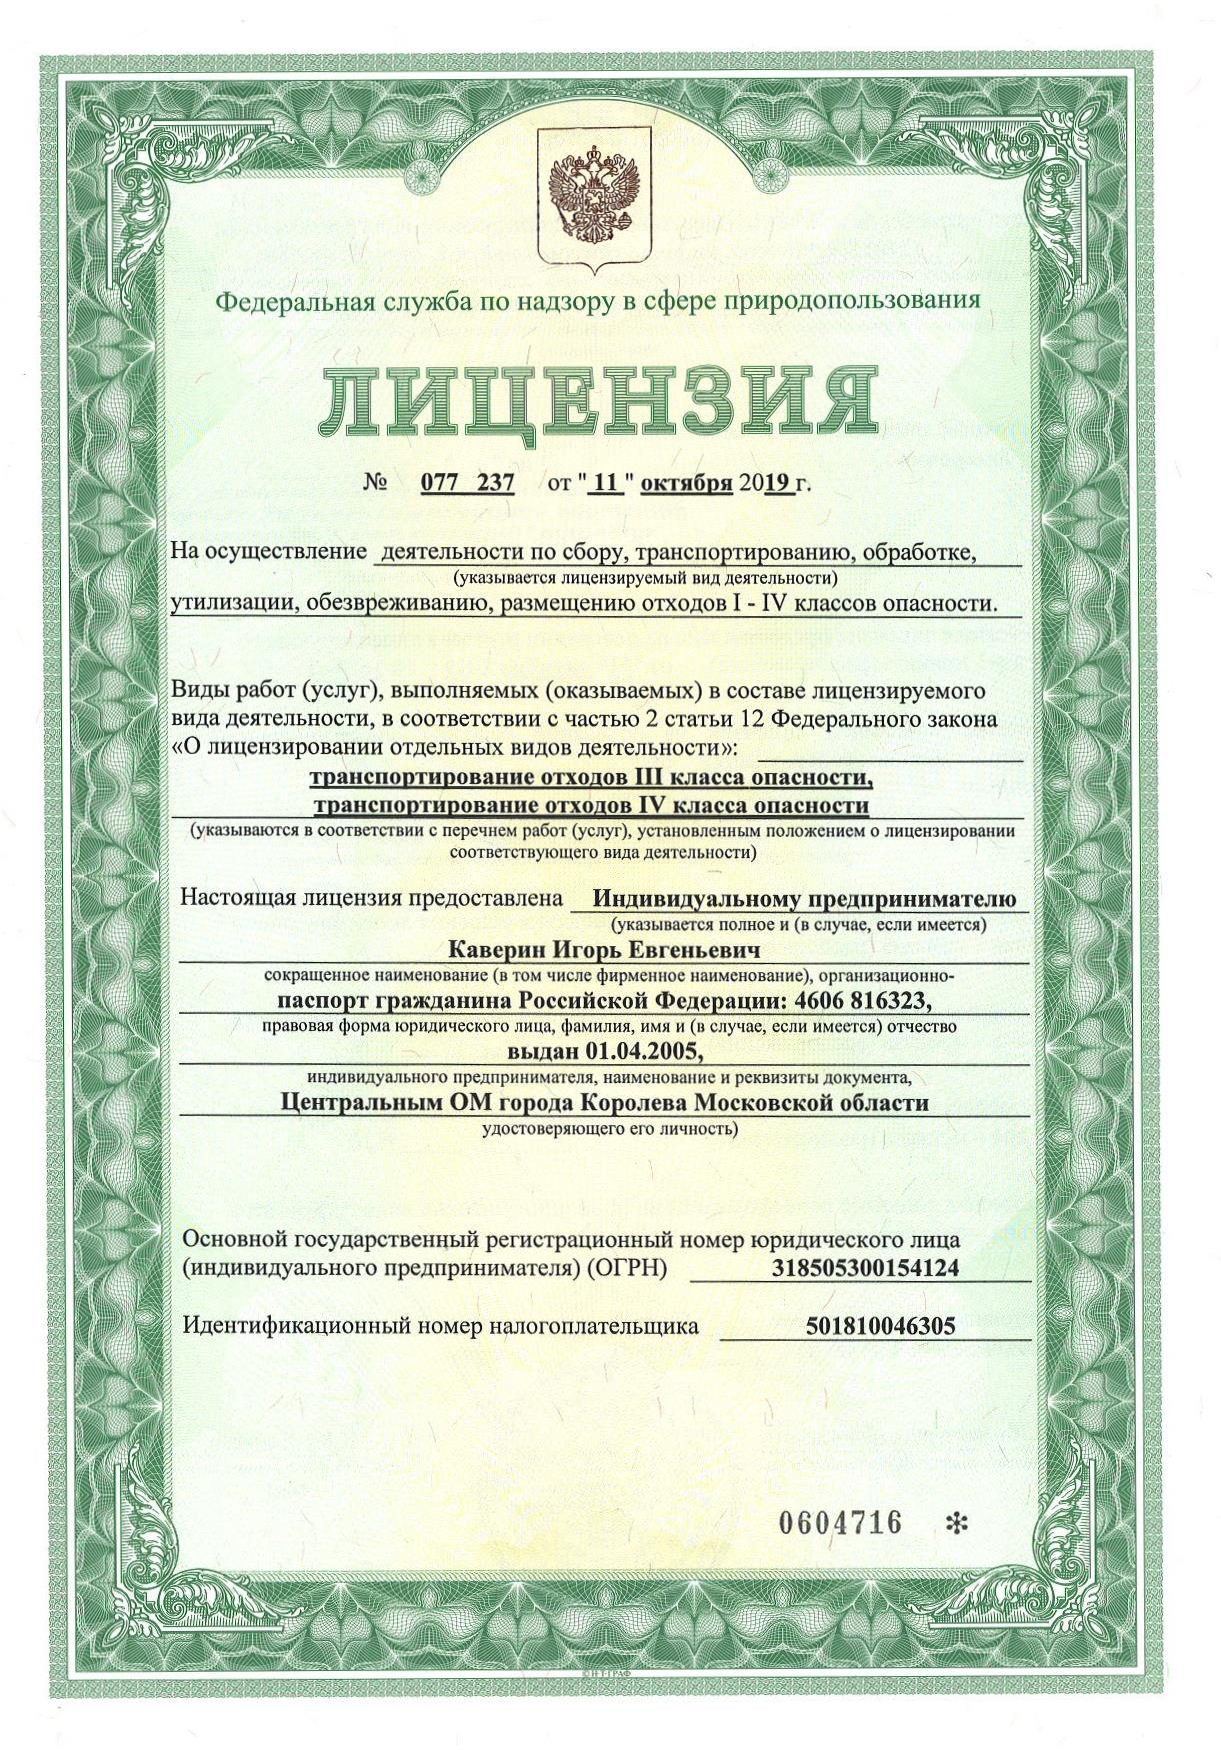 Федеральная служба по надзору в сфере природопользования
ЛИЦЕНЗИЯ
№ 077 237 от " 11 " октября 2019 г.
На осуществление деятельности по сбору, транспортированию, обработке,
(указывается лицензируемый вид деятельности)
утилизации, обезвреживанию, размещению отходов I - IV классов опасности.
Виды работ (услуг), выполняемых (оказываемых) в составе лицензируемого
вида деятельности, в соответствии с частью 2 статьи 12 Федерального закона
«О лицензировании отдельных видов деятельности»:
транспортирование отходов III класса опасности,
транспортирование отходов IV класса опасности
(указываются в соответствии с перечнем работ (услуг), установленным положением о лицензировании
соответствующего вида деятельности)
Настоящая лицензия предоставлена Индивидуальному предпринимателю
(указывается полное и (в случае, если имеется)
Каверин Игорь Евгеньевич
сокращенное наименование (в том числе фирменное наименование), организационно-
паспорт гражданина Российской Федерации: 4606 816323,
правовая форма юридического лица, фамилия, имя и (в случае, если имеется) отчество
выдан 01.04.2005,
индивидуального предпринимателя, наименование и реквизиты документа,
Центральным ОМ города Королева Московской области
удостоверяющего его личность)
Основной государственный регистрационный номер юридического лица
(индивидуального предпринимателя) (ОГРН) 318505300154124
Идентификационный номер налогоплательщика 501810046305
0604716 *
© Н-Т-ГРАФ